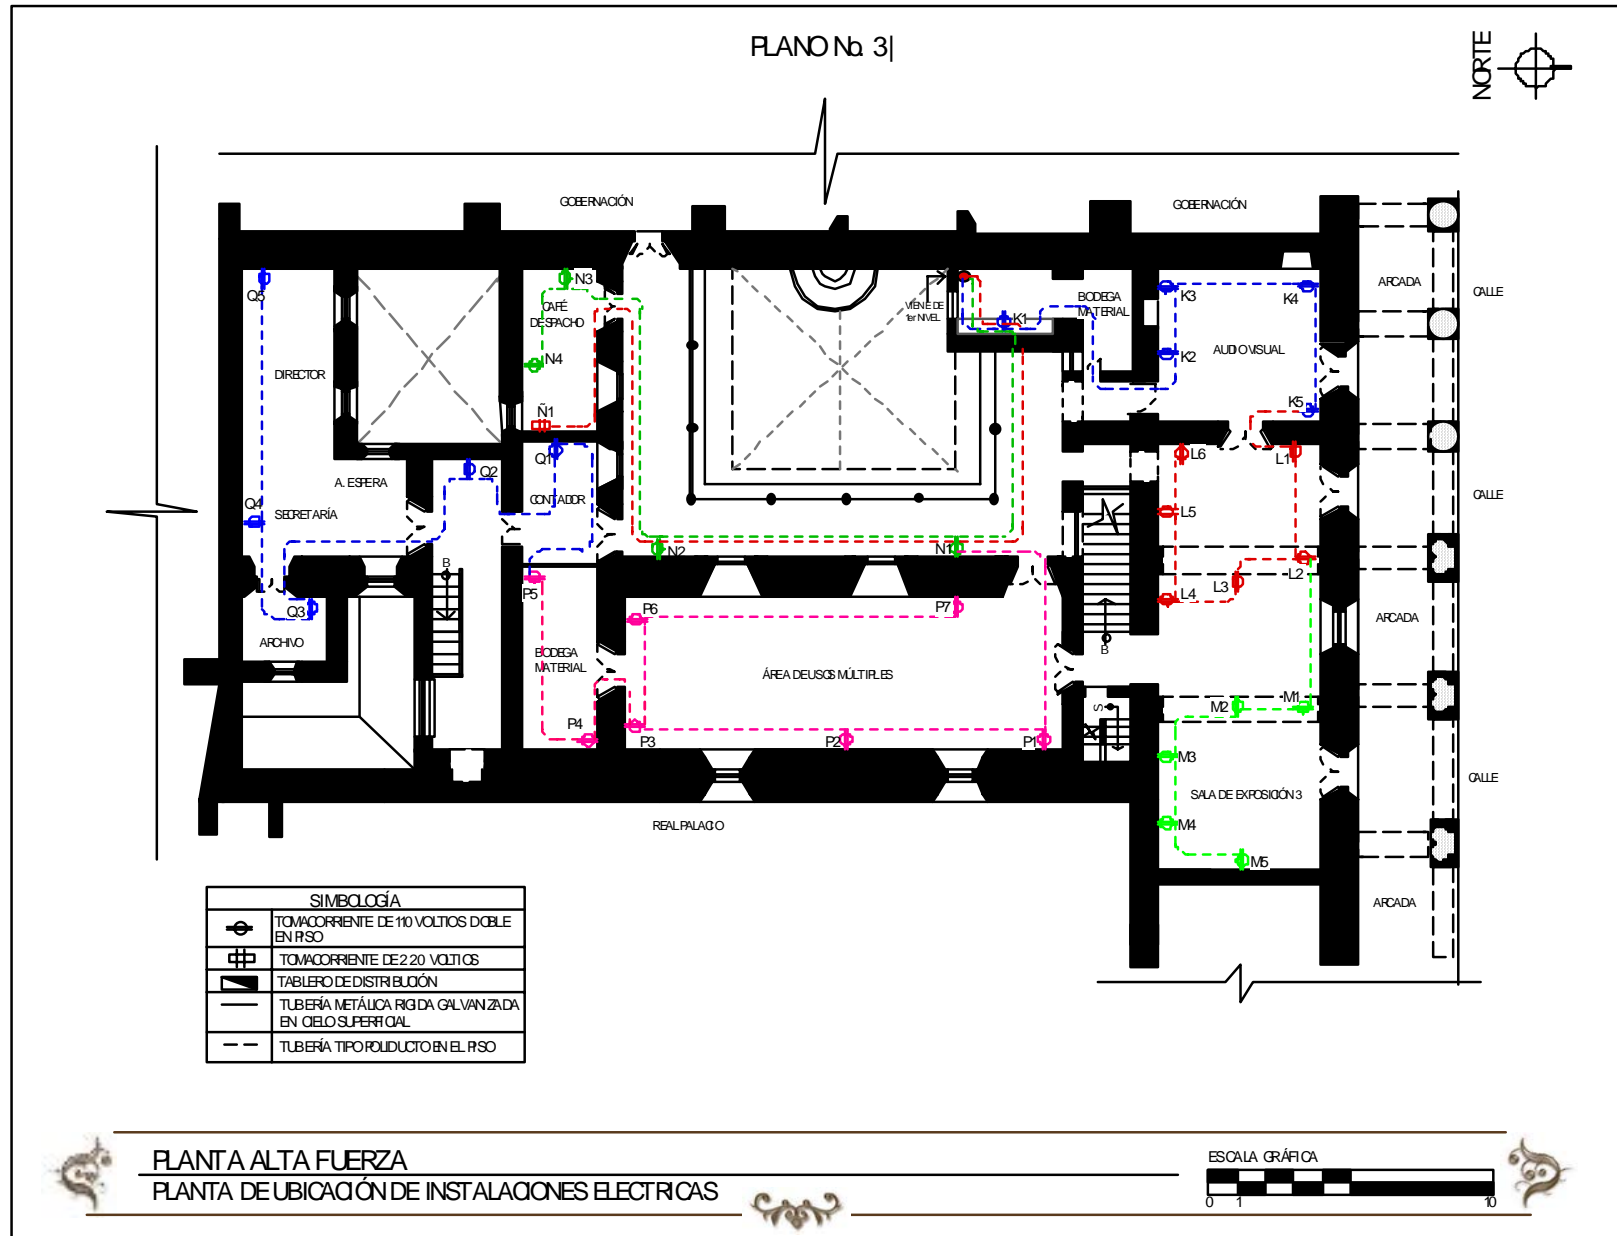 PLANO No. 3|
NORTE
GOBERNACIÓN
GOBERNACIÓN
Q5
N3
CAFÉ
DESPACHO
N4
Ñ1
DIRECTOR
VIENE DE
1er NIVEL
K1
BODEGA
MATERIAL
K3
K4
K2
AUDIOVISUAL
K5
ARCADA
CALLE
Q1
Q2
A. ESPERA
CONTADOR
Q4
SECRETARÍA
N2
N1
L6
L1
L5
L2
L3
L4
CALLE
ARCADA
B
P5
Q3
ARCHIVO
P6
P7
BODEGA
MATERIAL
ÁREA DE USOS MÚLTIPLES
B
P4
P3
P2
P1
S
M2
M1
M3
SALA DE EXPOSICIÓN 3
M4
M5
CALLE
REAL PALACIO
ARCADA
SIMBOLOGÍA
TOMACORRIENTE DE 110 VOLTIOS DOBLE
EN PISO
TOMACORRIENTE DE 220 VOLTIOS
TABLERO DE DISTRIBUCIÓN
TUBERÍA METÁLICA RIGIDA GALVANIZADA
EN CIELO SUPERFICIAL
TUBERÍA TIPO POLIDUCTO EN EL PISO
PLANTA ALTA FUERZA
PLANTA DE UBICACIÓN DE INSTALACIONES ELECTRICAS
ESCALA GRÁFICA
0 1 10